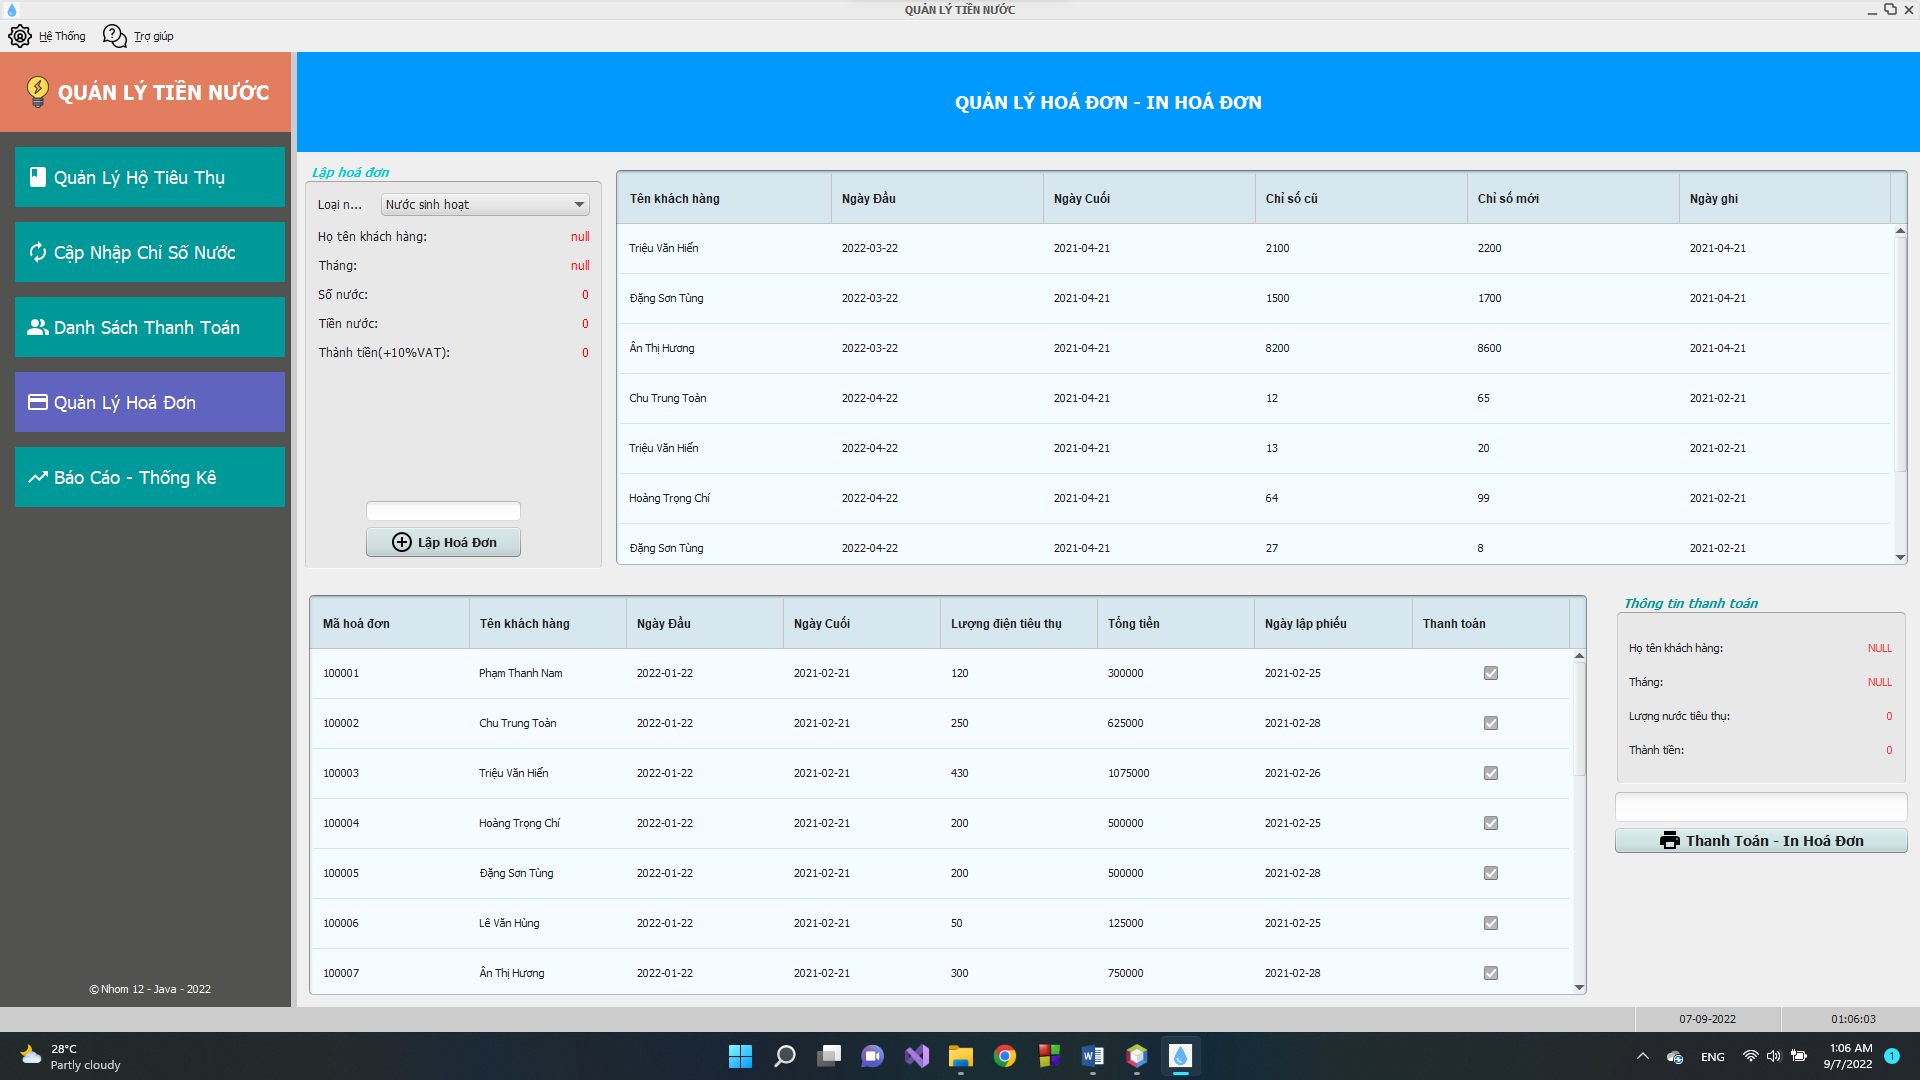 QUẢN LÝ TIỀN NƯỚC
Hệ Thống Trợ giúp
QUẢN LÝ TIỀN NƯỚC
QUẢN LÝ HOÁ ĐƠN - IN HOÁ ĐƠN
Quản Lý Hộ Tiêu Thụ
Cập Nhập Chỉ Số Nước
Danh Sách Thanh Toán
Quản Lý Hoá Đơn
Báo Cáo - Thống Kê
© Nhom 12 - Java - 2022
Lập hoá đơn
Loại n... Nước sinh hoạt
Họ tên khách hàng: null
Tháng: null
Số nước: 0
Tiền nước: 0
Thành tiền(+10%VAT): 0
Lập Hoá Đơn
Tên khách hàng Ngày Đầu Ngày Cuối Chỉ số cũ Chỉ số mới Ngày ghi
Triệu Văn Hiến 2022-03-22 2021-04-21 2100 2200 2021-04-21
Đặng Sơn Tùng 2022-03-22 2021-04-21 1500 1700 2021-04-21
Ân Thị Hương 2022-03-22 2021-04-21 8200 8600 2021-04-21
Chu Trung Toàn 2022-04-22 2021-04-21 12 65 2021-02-21
Triệu Văn Hiến 2022-04-22 2021-04-21 13 20 2021-02-21
Hoàng Trọng Chí 2022-04-22 2021-04-21 64 99 2021-02-21
Đặng Sơn Tùng 2022-04-22 2021-04-21 27 8 2021-02-21
Mã hoá đơn Tên khách hàng Ngày Đầu Ngày Cuối Lượng điện tiêu thụ Tổng tiền Ngày lập phiếu Thanh toán
100001 Phạm Thanh Nam 2022-01-22 2021-02-21 120 300000 2021-02-25
100002 Chu Trung Toàn 2022-01-22 2021-02-21 250 625000 2021-02-28
100003 Triệu Văn Hiến 2022-01-22 2021-02-21 430 1075000 2021-02-26
100004 Hoàng Trọng Chí 2022-01-22 2021-02-21 200 500000 2021-02-25
100005 Đặng Sơn Tùng 2022-01-22 2021-02-21 200 500000 2021-02-28
100006 Lê Văn Hùng 2022-01-22 2021-02-21 50 125000 2021-02-25
100007 Ân Thị Hương 2022-01-22 2021-02-21 300 750000 2021-02-28
Thông tin thanh toán
Họ tên khách hàng: NULL
Tháng: NULL
Lượng nước tiêu thụ: 0
Thành tiền: 0
Thanh Toán - In Hoá Đơn
07-09-2022 01:06:03
28°C
Partly cloudy
ENG
1:06 AM
9/7/2022
1